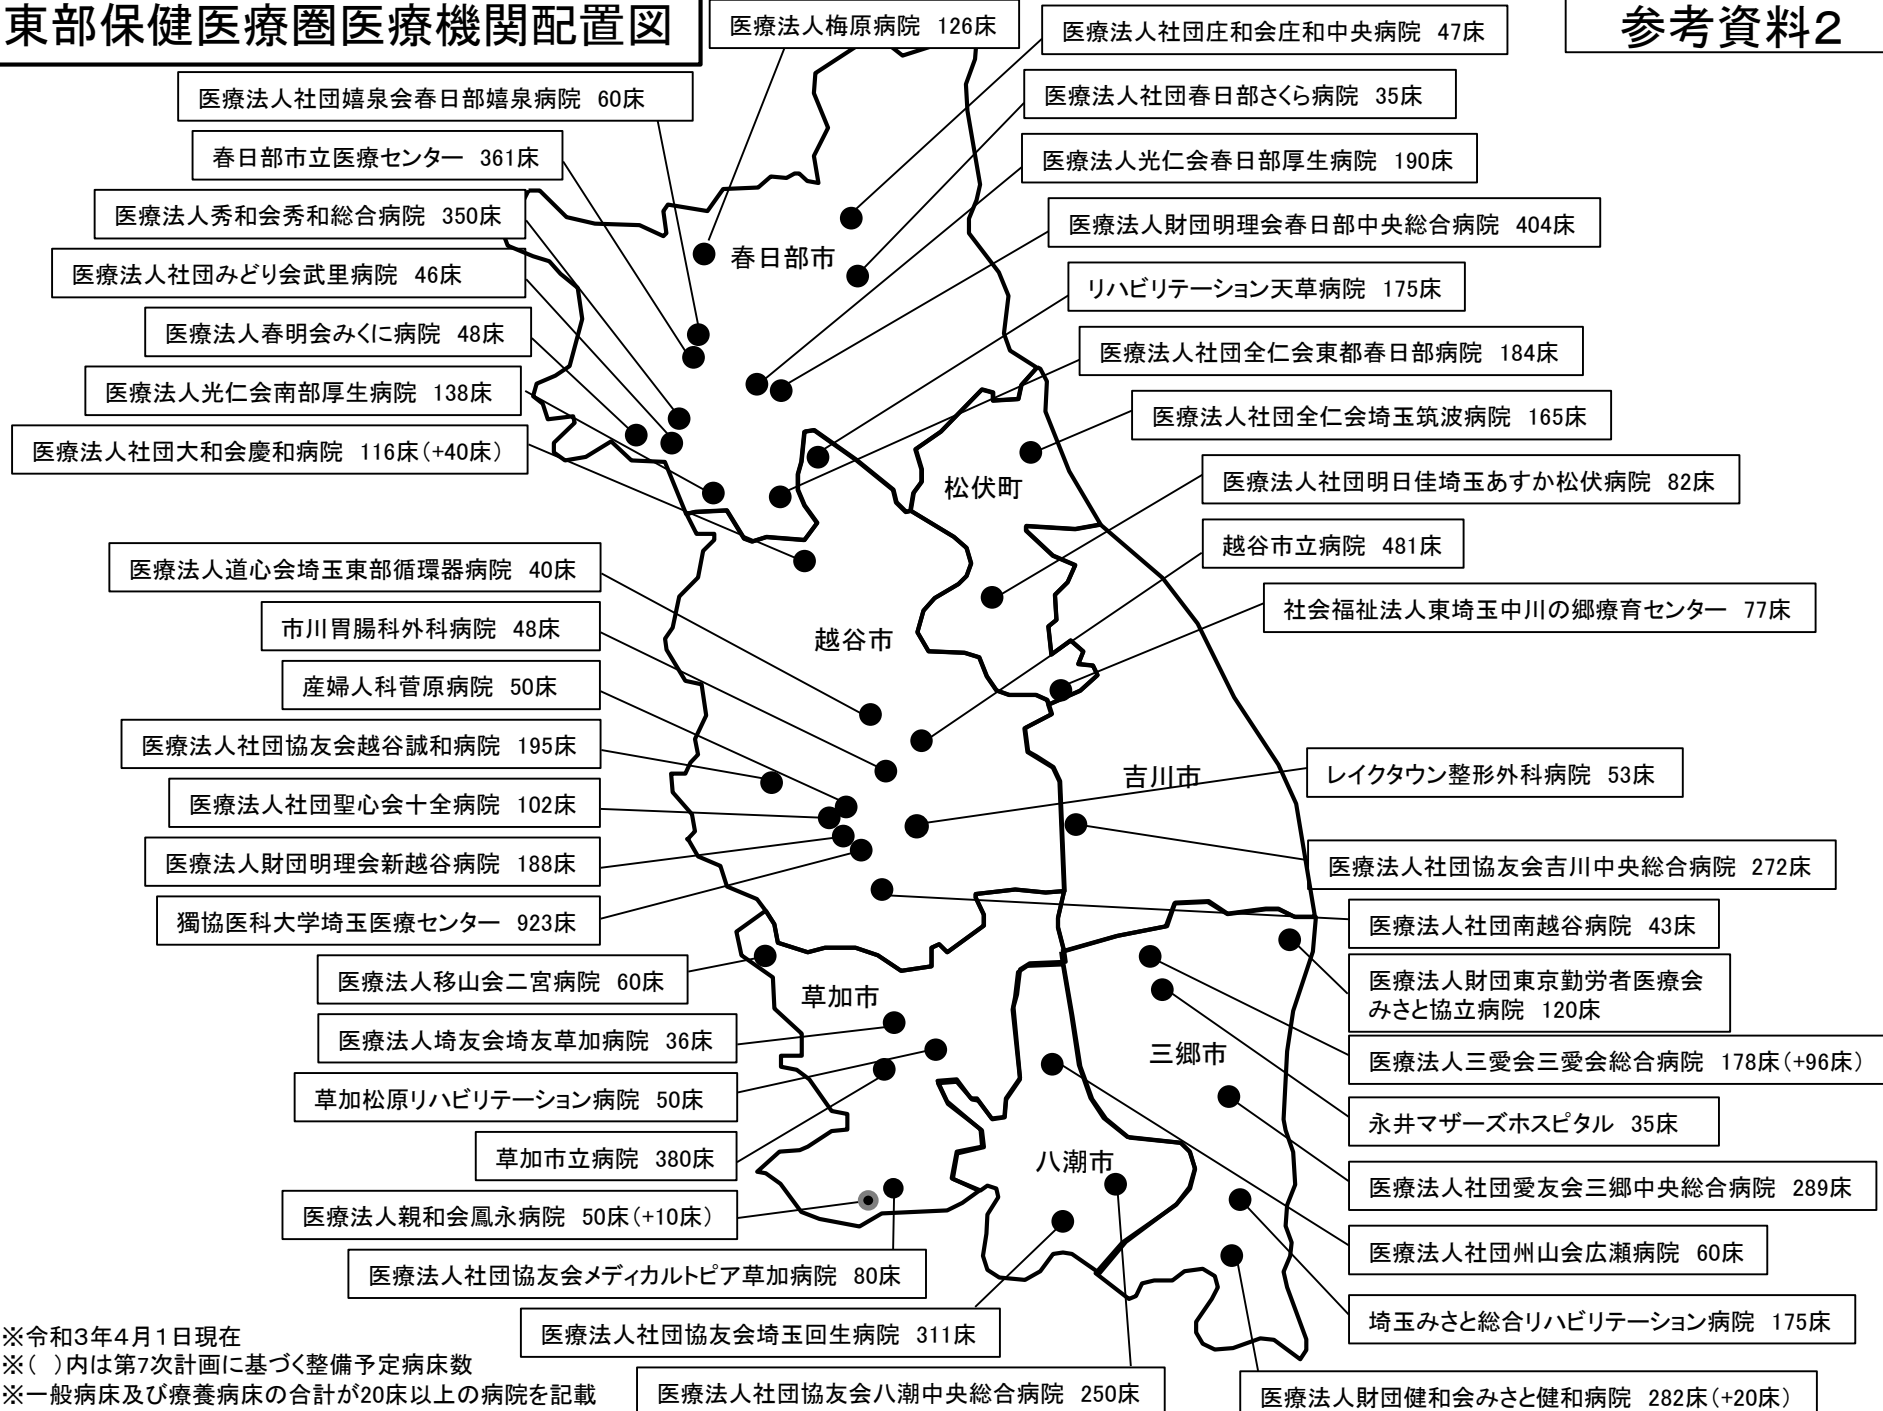 東部保健医療圏医療機関配置図
参考資料2
医療法人梅原病院 126床
医療法人社団庄和会庄和中央病院 47床
医療法人社団嬉泉会春日部嬉泉病院 60床
医療法人社団春日部さくら病院 35床
春日部市立医療センター 361床
医療法人光仁会春日部厚生病院 190床
医療法人秀和会秀和総合病院 350床
医療法人財団明理会春日部中央総合病院 404床
春日部市
医療法人社団みどり会武里病院 46床
リハビリテーション天草病院 175床
医療法人春明会みくに病院 48床
医療法人社団全仁会東都春日部病院 184床
医療法人光仁会南部厚生病院 138床
医療法人社団全仁会埼玉筑波病院 165床
医療法人社団大和会慶和病院 116床(+40床)
松伏町
医療法人社団明日佳埼玉あすか松伏病院 82床
越谷市立病院 481床
医療法人道心会埼玉東部循環器病院 40床
社会福祉法人東埼玉中川の郷療育センター 77床
市川胃腸科外科病院 48床
越谷市
産婦人科菅原病院 50床
医療法人社団協友会越谷誠和病院 195床
吉川市
レイクタウン整形外科病院 53床
医療法人社団聖心会十全病院 102床
医療法人財団明理会新越谷病院 188床
医療法人社団協友会吉川中央総合病院 272床
獨協医科大学埼玉医療センター 923床
医療法人社団南越谷病院 43床
医療法人移山会二宮病院 60床
医療法人財団東京勤労者医療会
みさと協立病院 120床
草加市
医療法人埼友会埼友草加病院 36床
三郷市
医療法人三愛会三愛会総合病院 178床(+96床)
草加松原リハビリテーション病院 50床
永井マザーズホスピタル 35床
草加市立病院 380床
八潮市
医療法人社団愛友会三郷中央総合病院 289床
医療法人親和会鳳永病院 50床(+10床)
医療法人社団州山会広瀬病院 60床
医療法人社団協友会メディカルトピア草加病院 80床
埼玉みさと総合リハビリテーション病院 175床
医療法人社団協友会埼玉回生病院 311床
医療法人社団協友会八潮中央総合病院 250床
医療法人財団健和会みさと健和病院 282床(+20床)
※令和3年4月1日現在
※( )内は第7次計画に基づく整備予定病床数
※一般病床及び療養病床の合計が20床以上の病院を記載